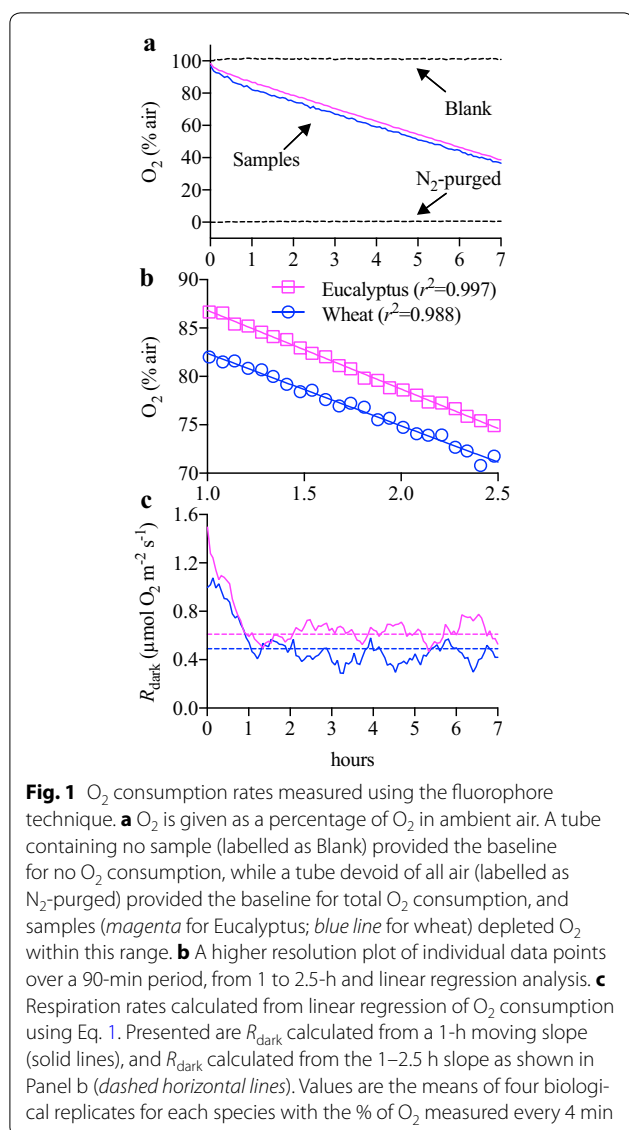 a
100
80
60
40
20
0
O₂ (% air)
Blank
Samples
N₂-purged
0 1 2 3 4 5 6 7
b
90
85
80
75
70
O₂ (% air)
Eucalyptus (r²=0.997)
Wheat (r²=0.988)
1.0 1.5 2.0 2.5
c
1.6
1.2
0.8
0.4
0.0
R_dark (µmol O₂ m⁻² s⁻¹)
0 1 2 3 4 5 6 7
hours
Fig. 1 O₂ consumption rates measured using the fluorophore
technique. a O₂ is given as a percentage of O₂ in ambient air. A tube
containing no sample (labelled as Blank) provided the baseline
for no O₂ consumption, while a tube devoid of all air (labelled as
N₂-purged) provided the baseline for total O₂ consumption, and
samples (magenta for Eucalyptus; blue line for wheat) depleted O₂
within this range. b A higher resolution plot of individual data points
over a 90-min period, from 1 to 2.5-h and linear regression analysis. c
Respiration rates calculated from linear regression of O₂ consumption
using Eq. 1. Presented are R_dark calculated from a 1-h moving slope
(solid lines), and R_dark calculated from the 1–2.5 h slope as shown in
Panel b (dashed horizontal lines). Values are the means of four biologi-
cal replicates for each species with the % of O₂ measured every 4 min